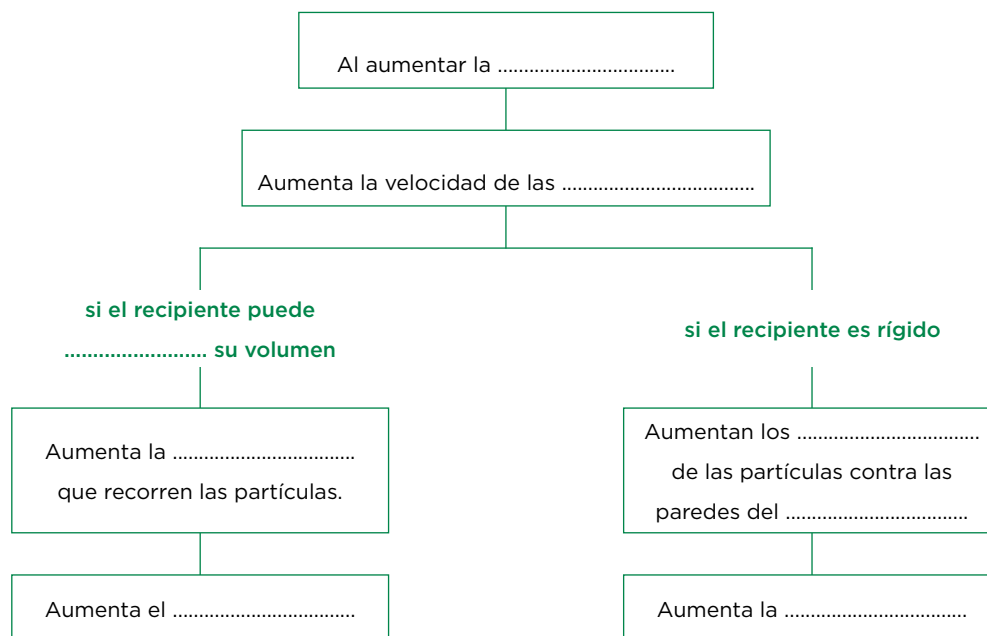 Al aumentar la ..................................
Aumenta la velocidad de las .....................................
si el recipiente puede
......................... su volumen
si el recipiente es rígido
Aumenta la ...................................
que recorren las partículas.
Aumentan los ...................................
de las partículas contra las
paredes del ...................................
Aumenta el ...................................
Aumenta la ...................................